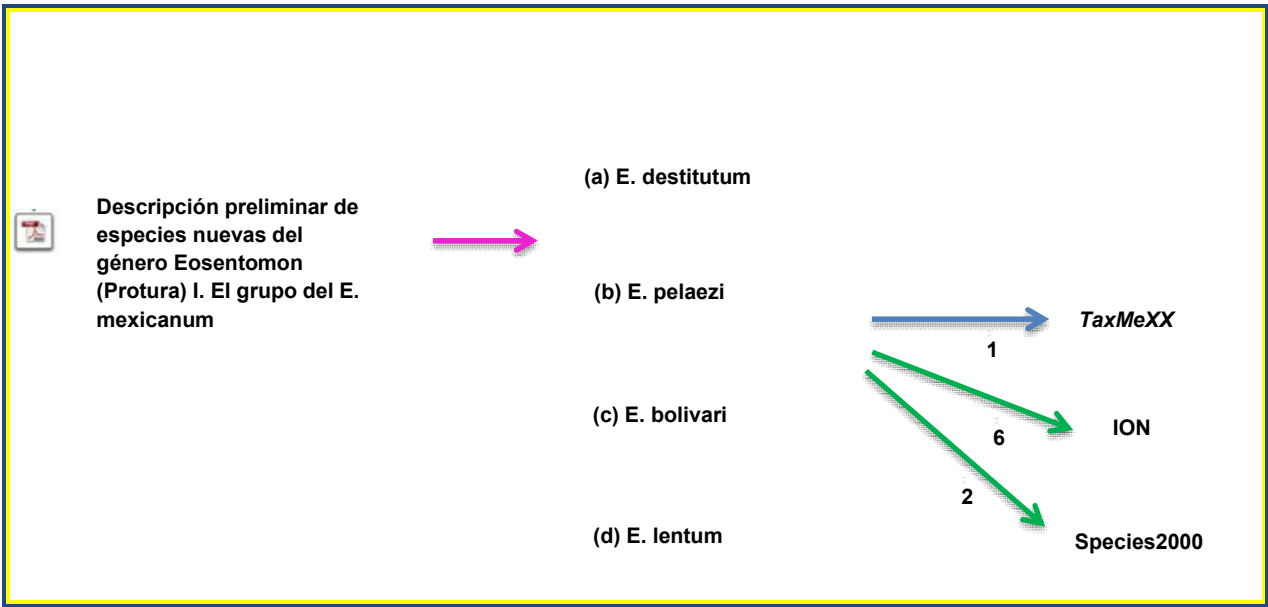 Descripción preliminar de
especies nuevas del
género Eosentomon
(Protura) I. El grupo del E.
mexicanum
(a) E. destitutum
(b) E. pelaezi
(c) E. bolivari
(d) E. lentum
1
6
2
TaxMeXX
ION
Species2000